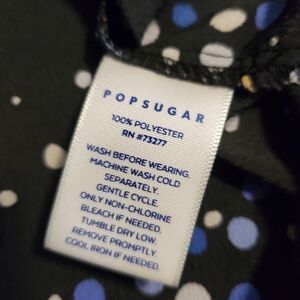 POPSUGAR
100% POLYESTER
RN #73277
WASH BEFORE WEARING.
MACHINE WASH COLD
SEPARATELY.
GENTLE CYCLE.
ONLY NON-CHLORINE
BLEACH IF NEEDED.
TUMBLE DRY LOW.
REMOVE PROMPTLY.
COOL IRON IF NEEDED.